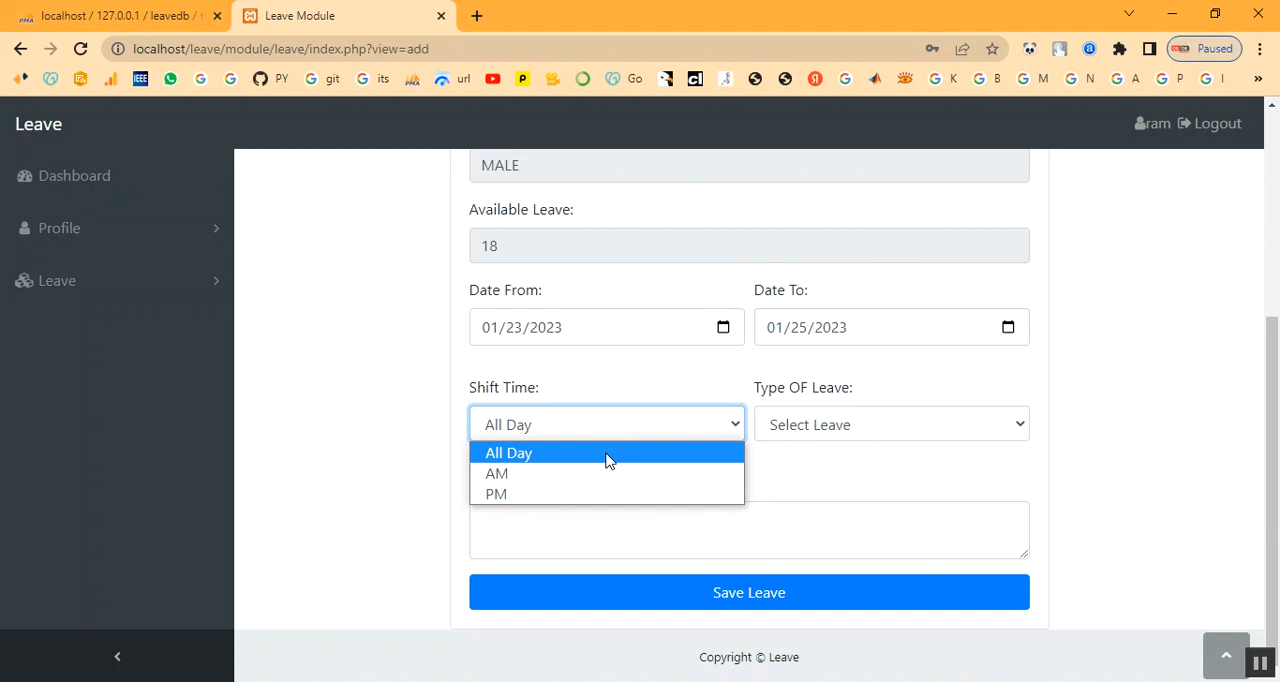 localhost / 127.0.0.1 / leavedb /
Leave Module
localhost/leave/module/leave/index.php?view=add
Paused
IEEE
PY
git
its
url
Go
K
B
M
N
A
P
I
Leave
ram Logout
Dashboard
Profile
Leave
MALE
Available Leave:
18
Date From:
Date To:
01/23/2023
01/25/2023
Shift Time:
Type OF Leave:
All Day
Select Leave
All Day
AM
PM
Save Leave
Copyright © Leave